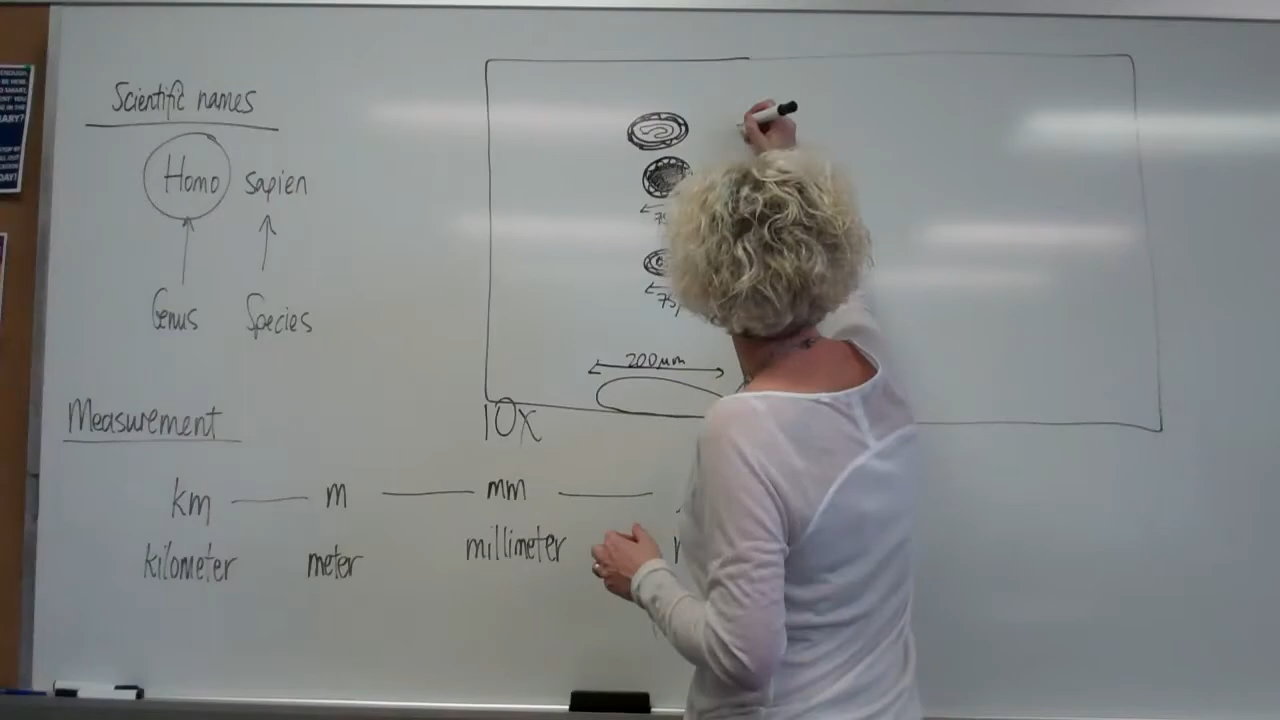 Scientific names
Homo sapien
Genus Species
200µm
10x
Measurement
km m mm
kilometer meter millimeter